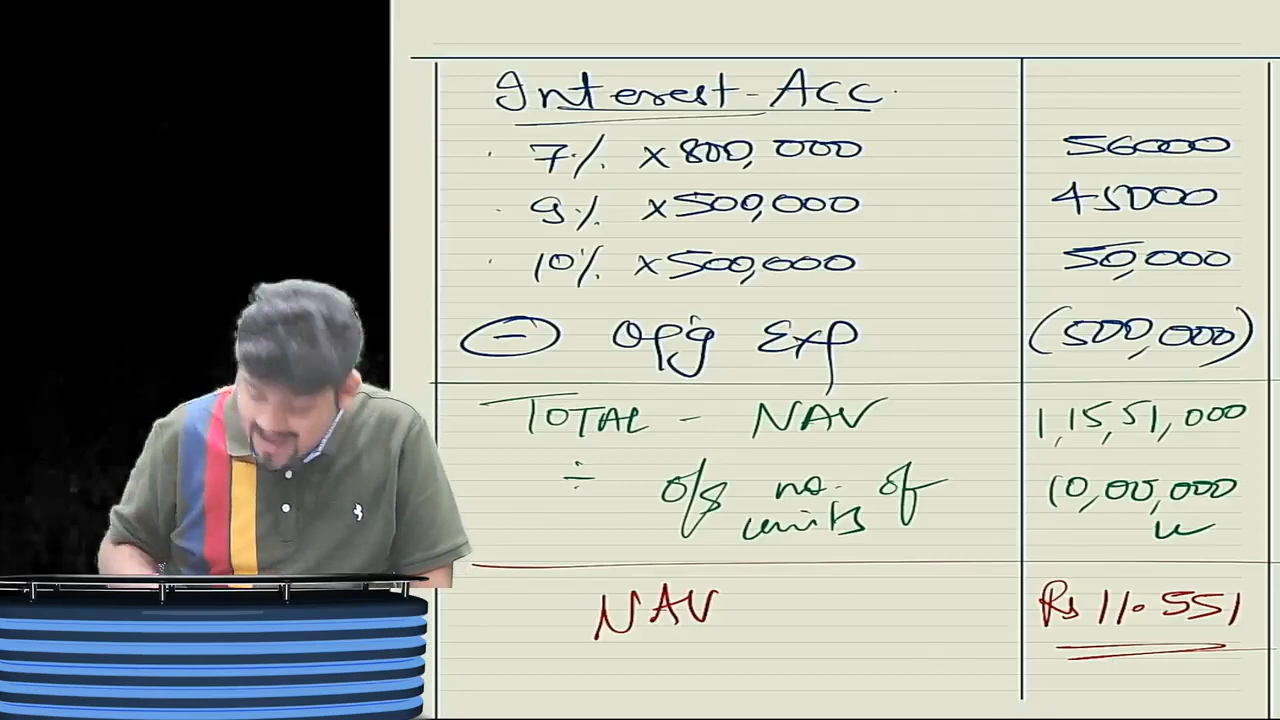 Interest-Acc.
7% × 800,000 56000
9% × 500,000 45000
10% × 500,000 50,000
(−) Op'g Exp (500,000)
TOTAL - NAV 1,15,51,000
÷ o/s no. of units 10,00,000
u
NAV Rs 11.551